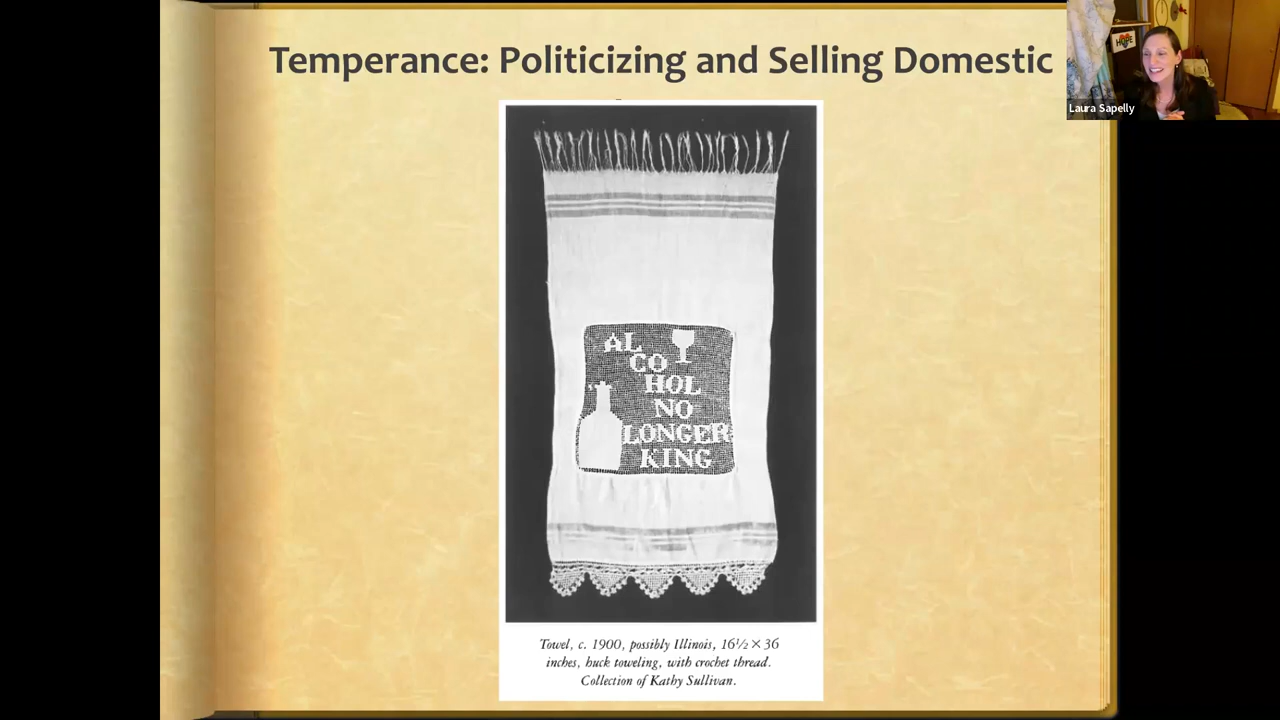 Temperance: Politicizing and Selling Domestic
HOPE
Laura Sapelly
AL
CO
HOL
NO
LONGER
KING
Towel, c. 1900, possibly Illinois, 16½ × 36
inches, huck toweling, with crochet thread.
Collection of Kathy Sullivan.